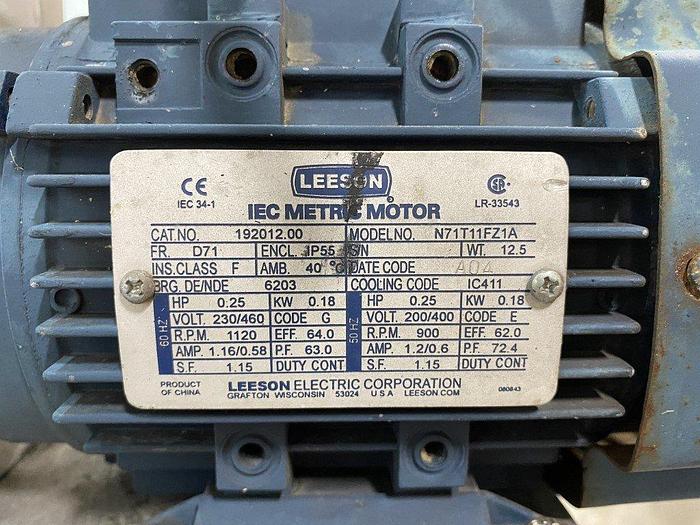 CE LEESON SA
IEC 34-1 LR-33543
IEC METRIC MOTOR
CAT.NO. 192012.00 MODEL NO. N71T11FZ1A
FR. D71 ENCL. IP55 S/N WT. 12.5
INS.CLASS F AMB. 40 °C DATE CODE A04
BRG. DE/NDE 6203 COOLING CODE IC411
60 HZ 50 HZ
HP 0.25 KW 0.18 HP 0.25 KW 0.18
VOLT 230/460 CODE G VOLT 200/400 CODE E
R.P.M. 1120 EFF. 64.0 R.P.M. 900 EFF. 62.0
AMP. 1.16/0.58 P.F. 63.0 AMP. 1.2/0.6 P.F. 72.4
S.F. 1.15 DUTY CONT S.F. 1.15 DUTY CONT
PRODUCT OF CHINA
LEESON ELECTRIC CORPORATION
GRAFTON WISCONSIN 53024 U S A LEESON.COM
080843